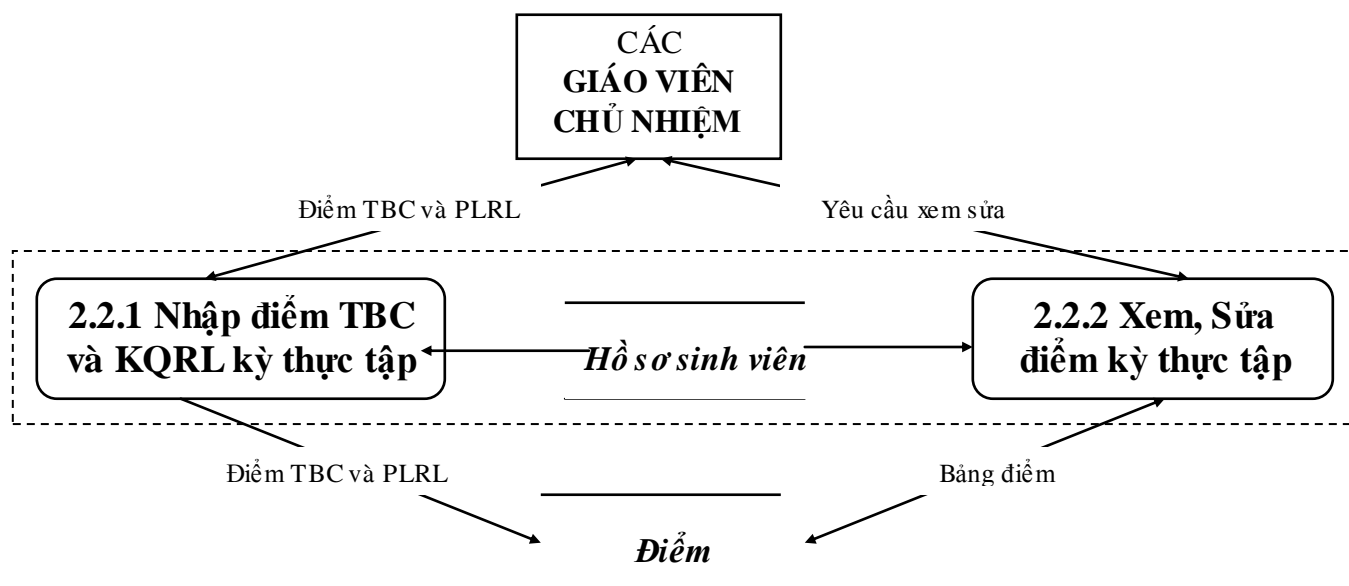 CÁC
GIÁO VIÊN
CHỦ NHIỆM
Điểm TBC và PLRL
Yêu cầu xem sửa
2.2.1 Nhập điểm TBC
và KQRL kỳ thực tập
Hồ sơ sinh viên
2.2.2 Xem, Sửa
điểm kỳ thực tập
Điểm TBC và PLRL
Bảng điểm
Điểm